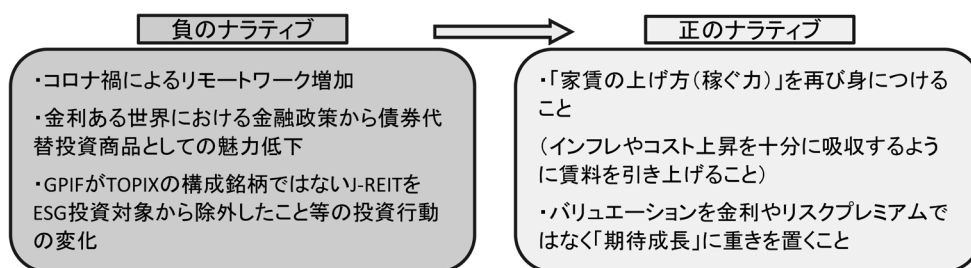 負のナラティブ
・コロナ禍によるリモートワーク増加
・金利ある世界における金融政策から債券代
替投資商品としての魅力低下
・GPIFがTOPIXの構成銘柄ではないJ-REITを
ESG投資対象から除外したこと等の投資行動
の変化
正のナラティブ
・「家賃の上げ方(稼ぐ力)」を再び身につける
こと
(インフレやコスト上昇を十分に吸収するよう
に賃料を引き上げること)
・バリュエーションを金利やリスクプレミアムで
はなく「期待成長」に重きを置くこと